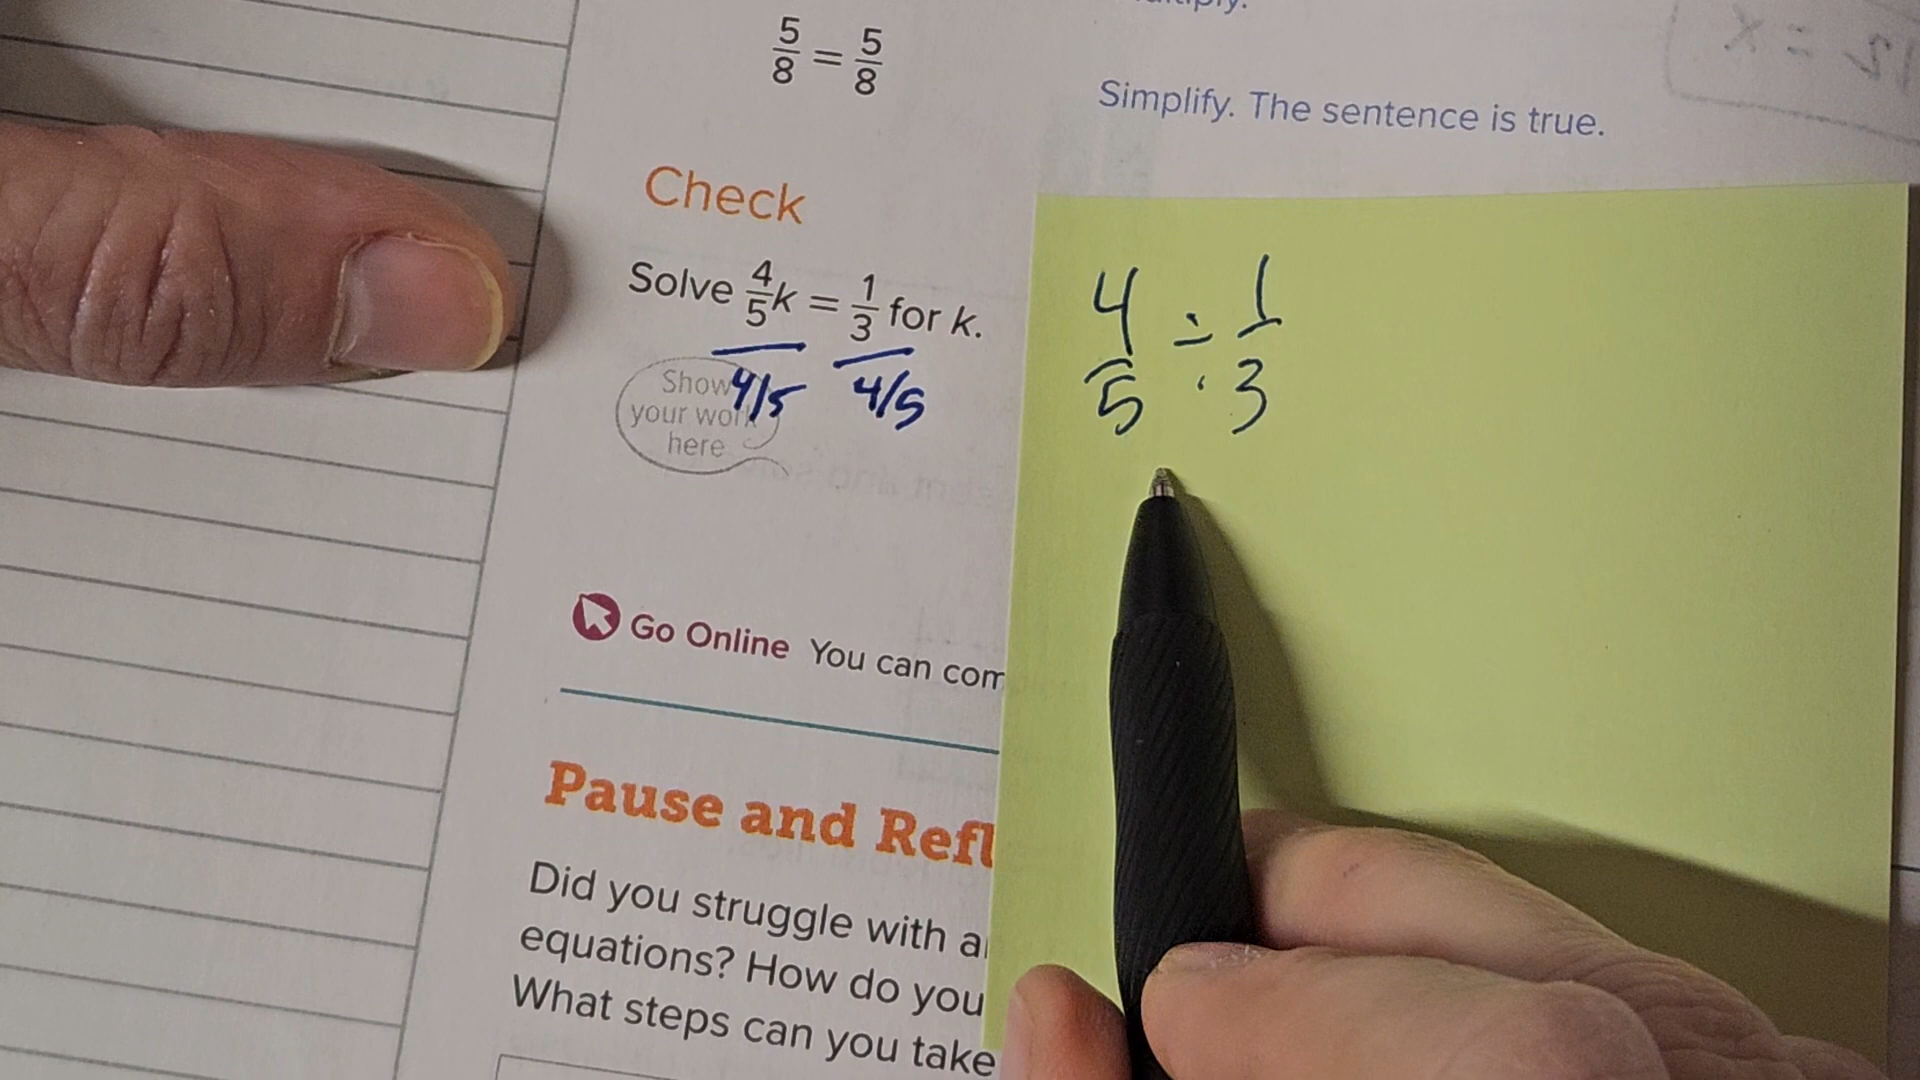 5/8 = 5/8
Simplify. The sentence is true.
12 = x
Check
Solve 4/5 k = 1/3 for k.
4/5 4/5
Show
your work
here
4/5 ÷ 1/3
Go Online You can com
Pause and Refl
Did you struggle with a
equations? How do you
What steps can you take